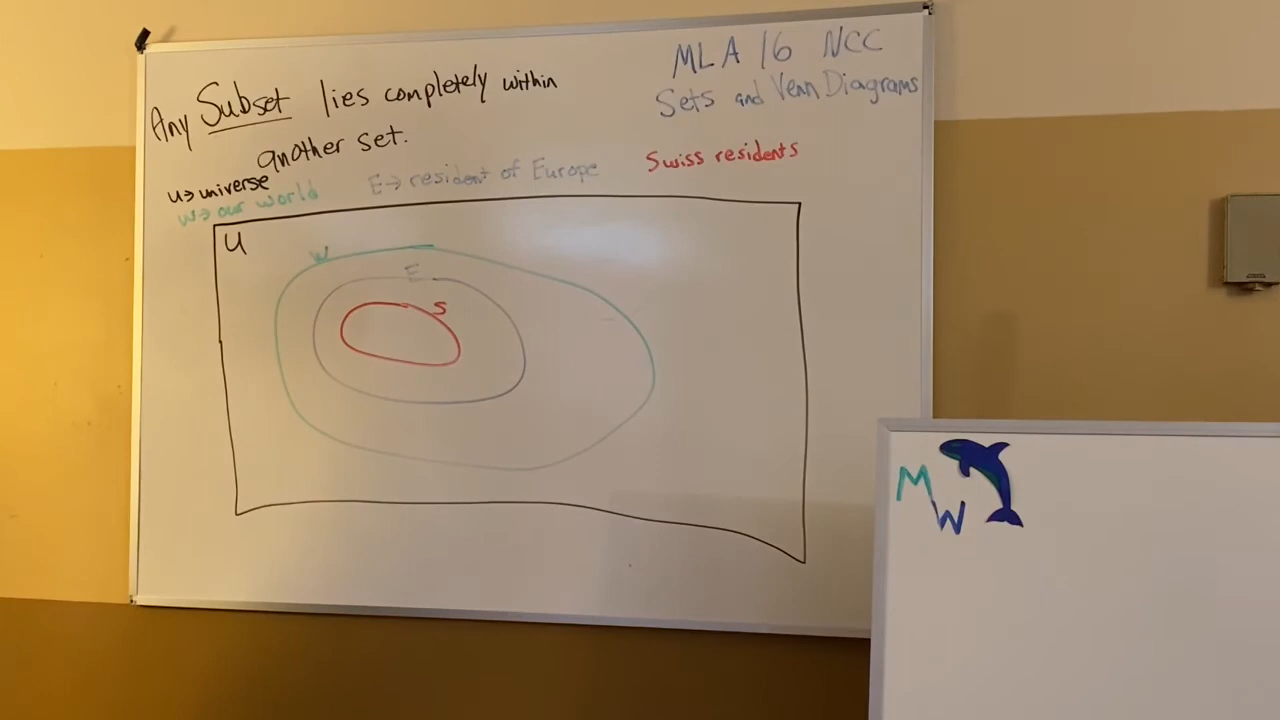 MLA 16 NCC
Sets and Venn Diagrams
Any Subset lies completely within
another set.
u→universe
W→our world
E→resident of Europe
Swiss residents
U
W
E
S
M
W